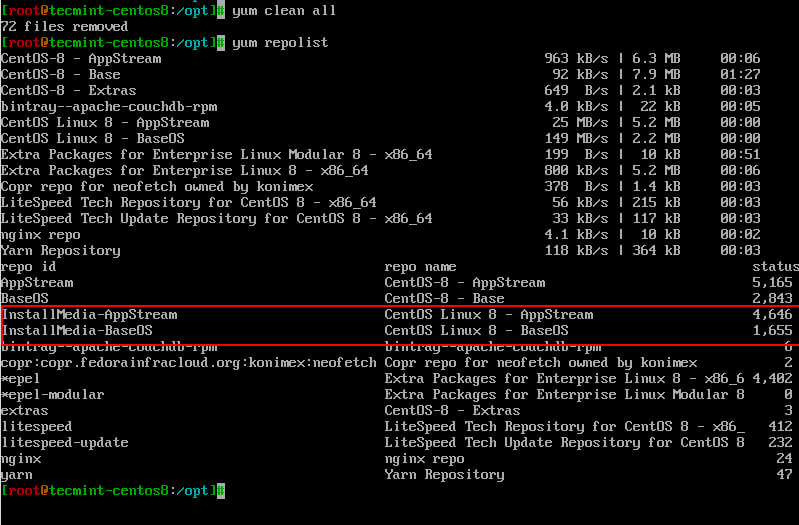 [root@tecmint-centos8:/opt]# yum clean all
72 files removed
[root@tecmint-centos8:/opt]# yum repolist
CentOS-8 - AppStream 963 kB/s | 6.3 MB 00:06
CentOS-8 - Base 92 kB/s | 7.9 MB 01:27
CentOS-8 - Extras 649 B/s | 2.1 kB 00:03
bintray--apache-couchdb-rpm 4.0 kB/s | 22 kB 00:05
CentOS Linux 8 - AppStream 25 MB/s | 5.2 MB 00:00
CentOS Linux 8 - BaseOS 149 MB/s | 2.2 MB 00:00
Extra Packages for Enterprise Linux Modular 8 - x86_64 199 B/s | 10 kB 00:51
Extra Packages for Enterprise Linux 8 - x86_64 800 kB/s | 5.2 MB 00:06
Copr repo for neofetch owned by konimex 378 B/s | 1.4 kB 00:03
LiteSpeed Tech Repository for CentOS 8 - x86_64 56 kB/s | 215 kB 00:03
LiteSpeed Tech Update Repository for CentOS 8 - x86_64 33 kB/s | 117 kB 00:03
nginx repo 4.1 kB/s | 10 kB 00:02
Yarn Repository 118 kB/s | 364 kB 00:03
repo id repo name status
AppStream CentOS-8 - AppStream 5,165
BaseOS CentOS-8 - Base 2,843
InstallMedia-AppStream CentOS Linux 8 - AppStream 4,646
InstallMedia-BaseOS CentOS Linux 8 - BaseOS 1,655
bintray--apache-couchdb-rpm bintray--apache-couchdb-rpm 6
copr:copr.fedorainfracloud.org:konimex:neofetch Copr repo for neofetch owned by konimex 2
*epel Extra Packages for Enterprise Linux 8 - x86_6 4,402
*epel-modular Extra Packages for Enterprise Linux Modular 8 0
extras CentOS-8 - Extras 3
litespeed LiteSpeed Tech Repository for CentOS 8 - x86_ 412
litespeed-update LiteSpeed Tech Update Repository for CentOS 8 232
nginx nginx repo 24
yarn Yarn Repository 47
[root@tecmint-centos8:/opt]#